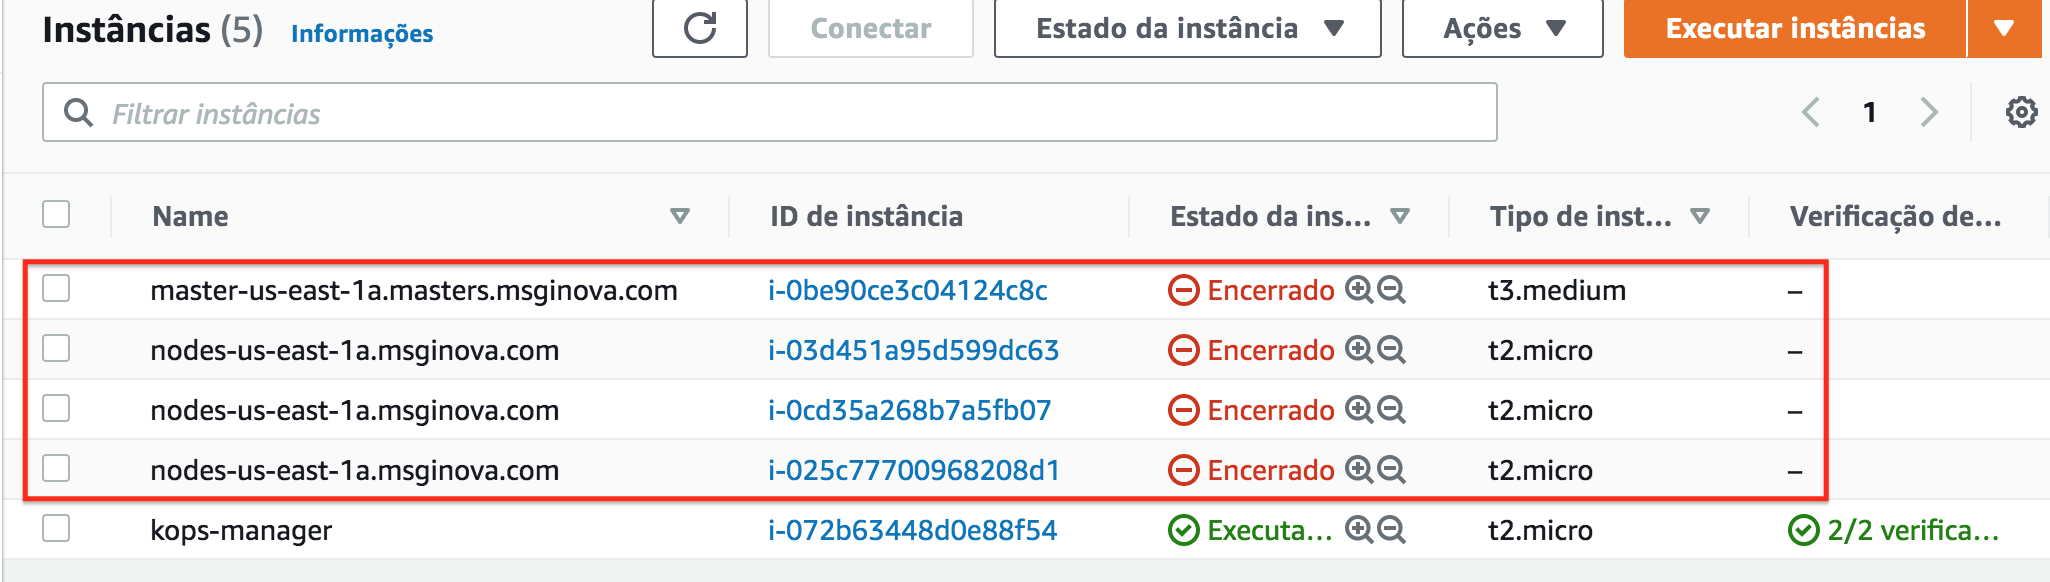 Instâncias (5) Informações Conectar Estado da instância Ações Executar instâncias
Filtrar instâncias 1
Name ID de instância Estado da ins... Tipo de inst... Verificação de...
master-us-east-1a.masters.msginova.com i-0be90ce3c04124c8c Encerrado t3.medium –
nodes-us-east-1a.msginova.com i-03d451a95d599dc63 Encerrado t2.micro –
nodes-us-east-1a.msginova.com i-0cd35a268b7a5fb07 Encerrado t2.micro –
nodes-us-east-1a.msginova.com i-025c77700968208d1 Encerrado t2.micro –
kops-manager i-072b63448d0e88f54 Executa... t2.micro 2/2 verifica...